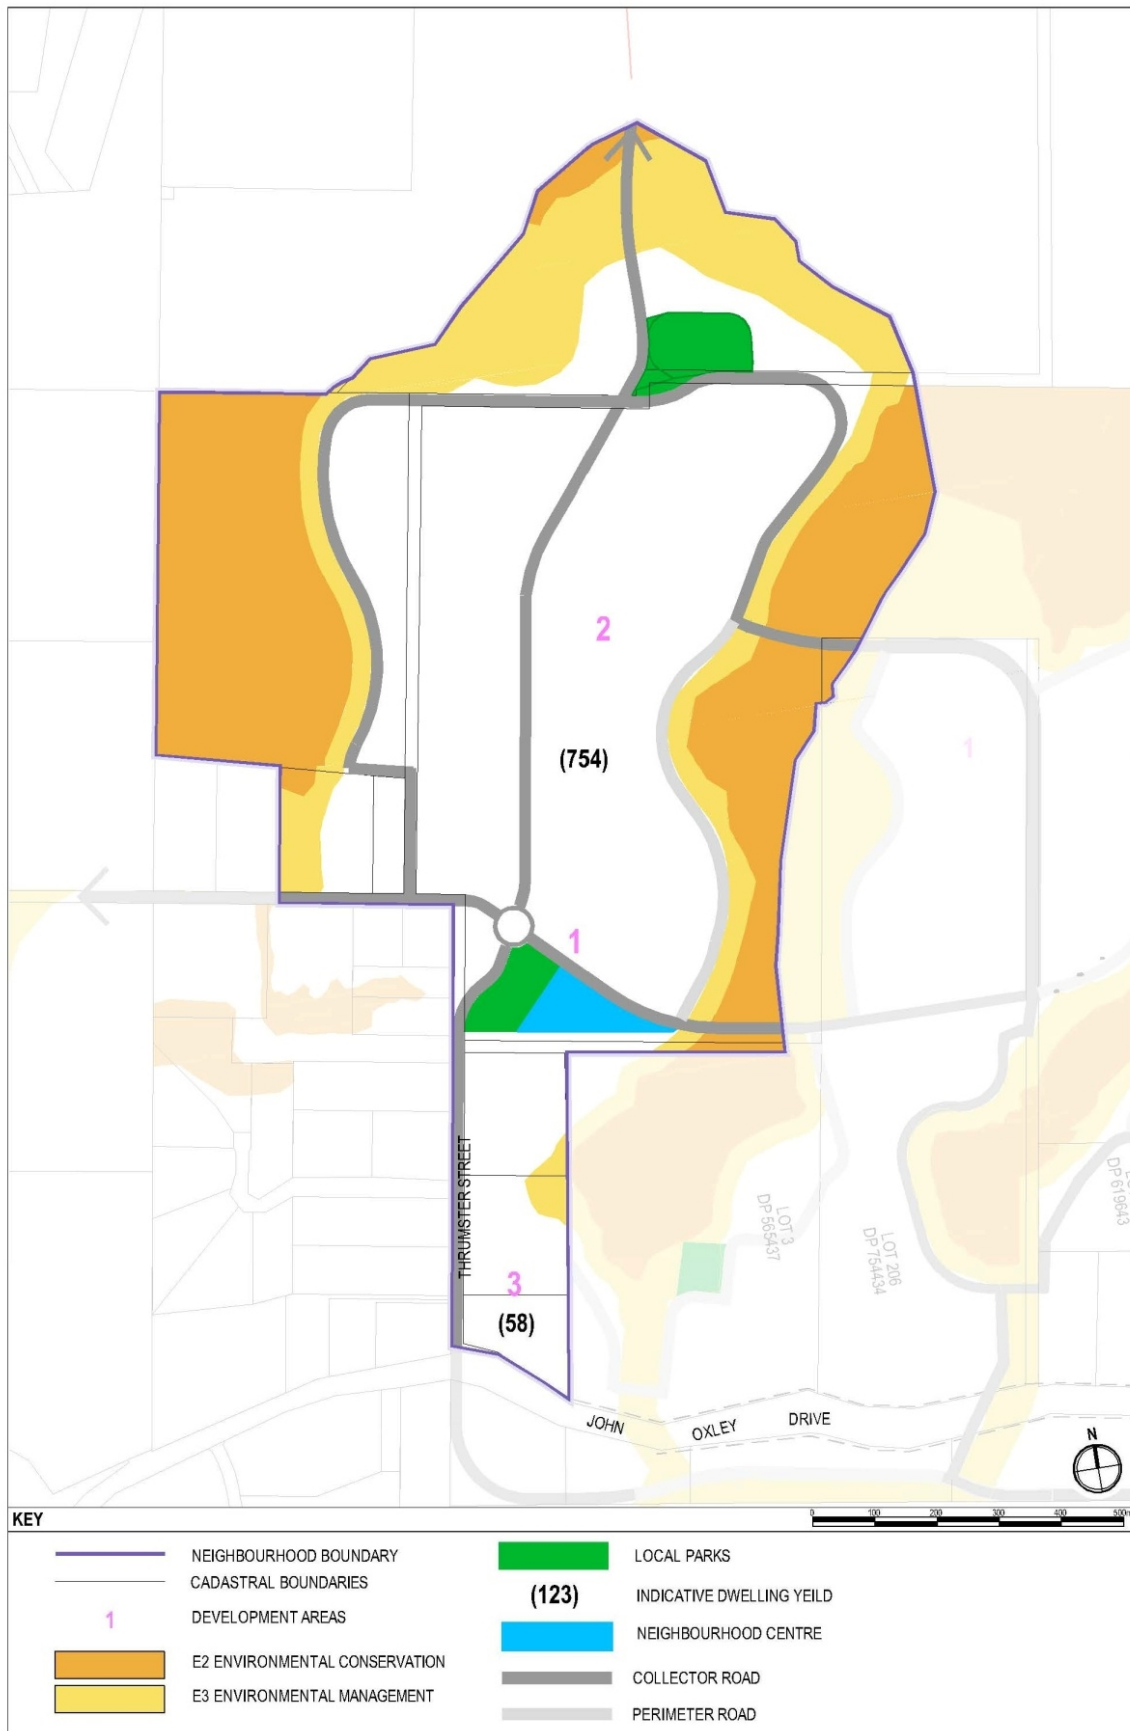 2
(754)
1
1
THRUMSTER STREET
LOT 3
DP 565437
LOT 206
DP 754434
DP 619643
3
(58)
JOHN OXLEY DRIVE
N
KEY
0 100 200 300 400 500m
NEIGHBOURHOOD BOUNDARY
CADASTRAL BOUNDARIES
1 DEVELOPMENT AREAS
E2 ENVIRONMENTAL CONSERVATION
E3 ENVIRONMENTAL MANAGEMENT
LOCAL PARKS
(123) INDICATIVE DWELLING YEILD
NEIGHBOURHOOD CENTRE
COLLECTOR ROAD
PERIMETER ROAD